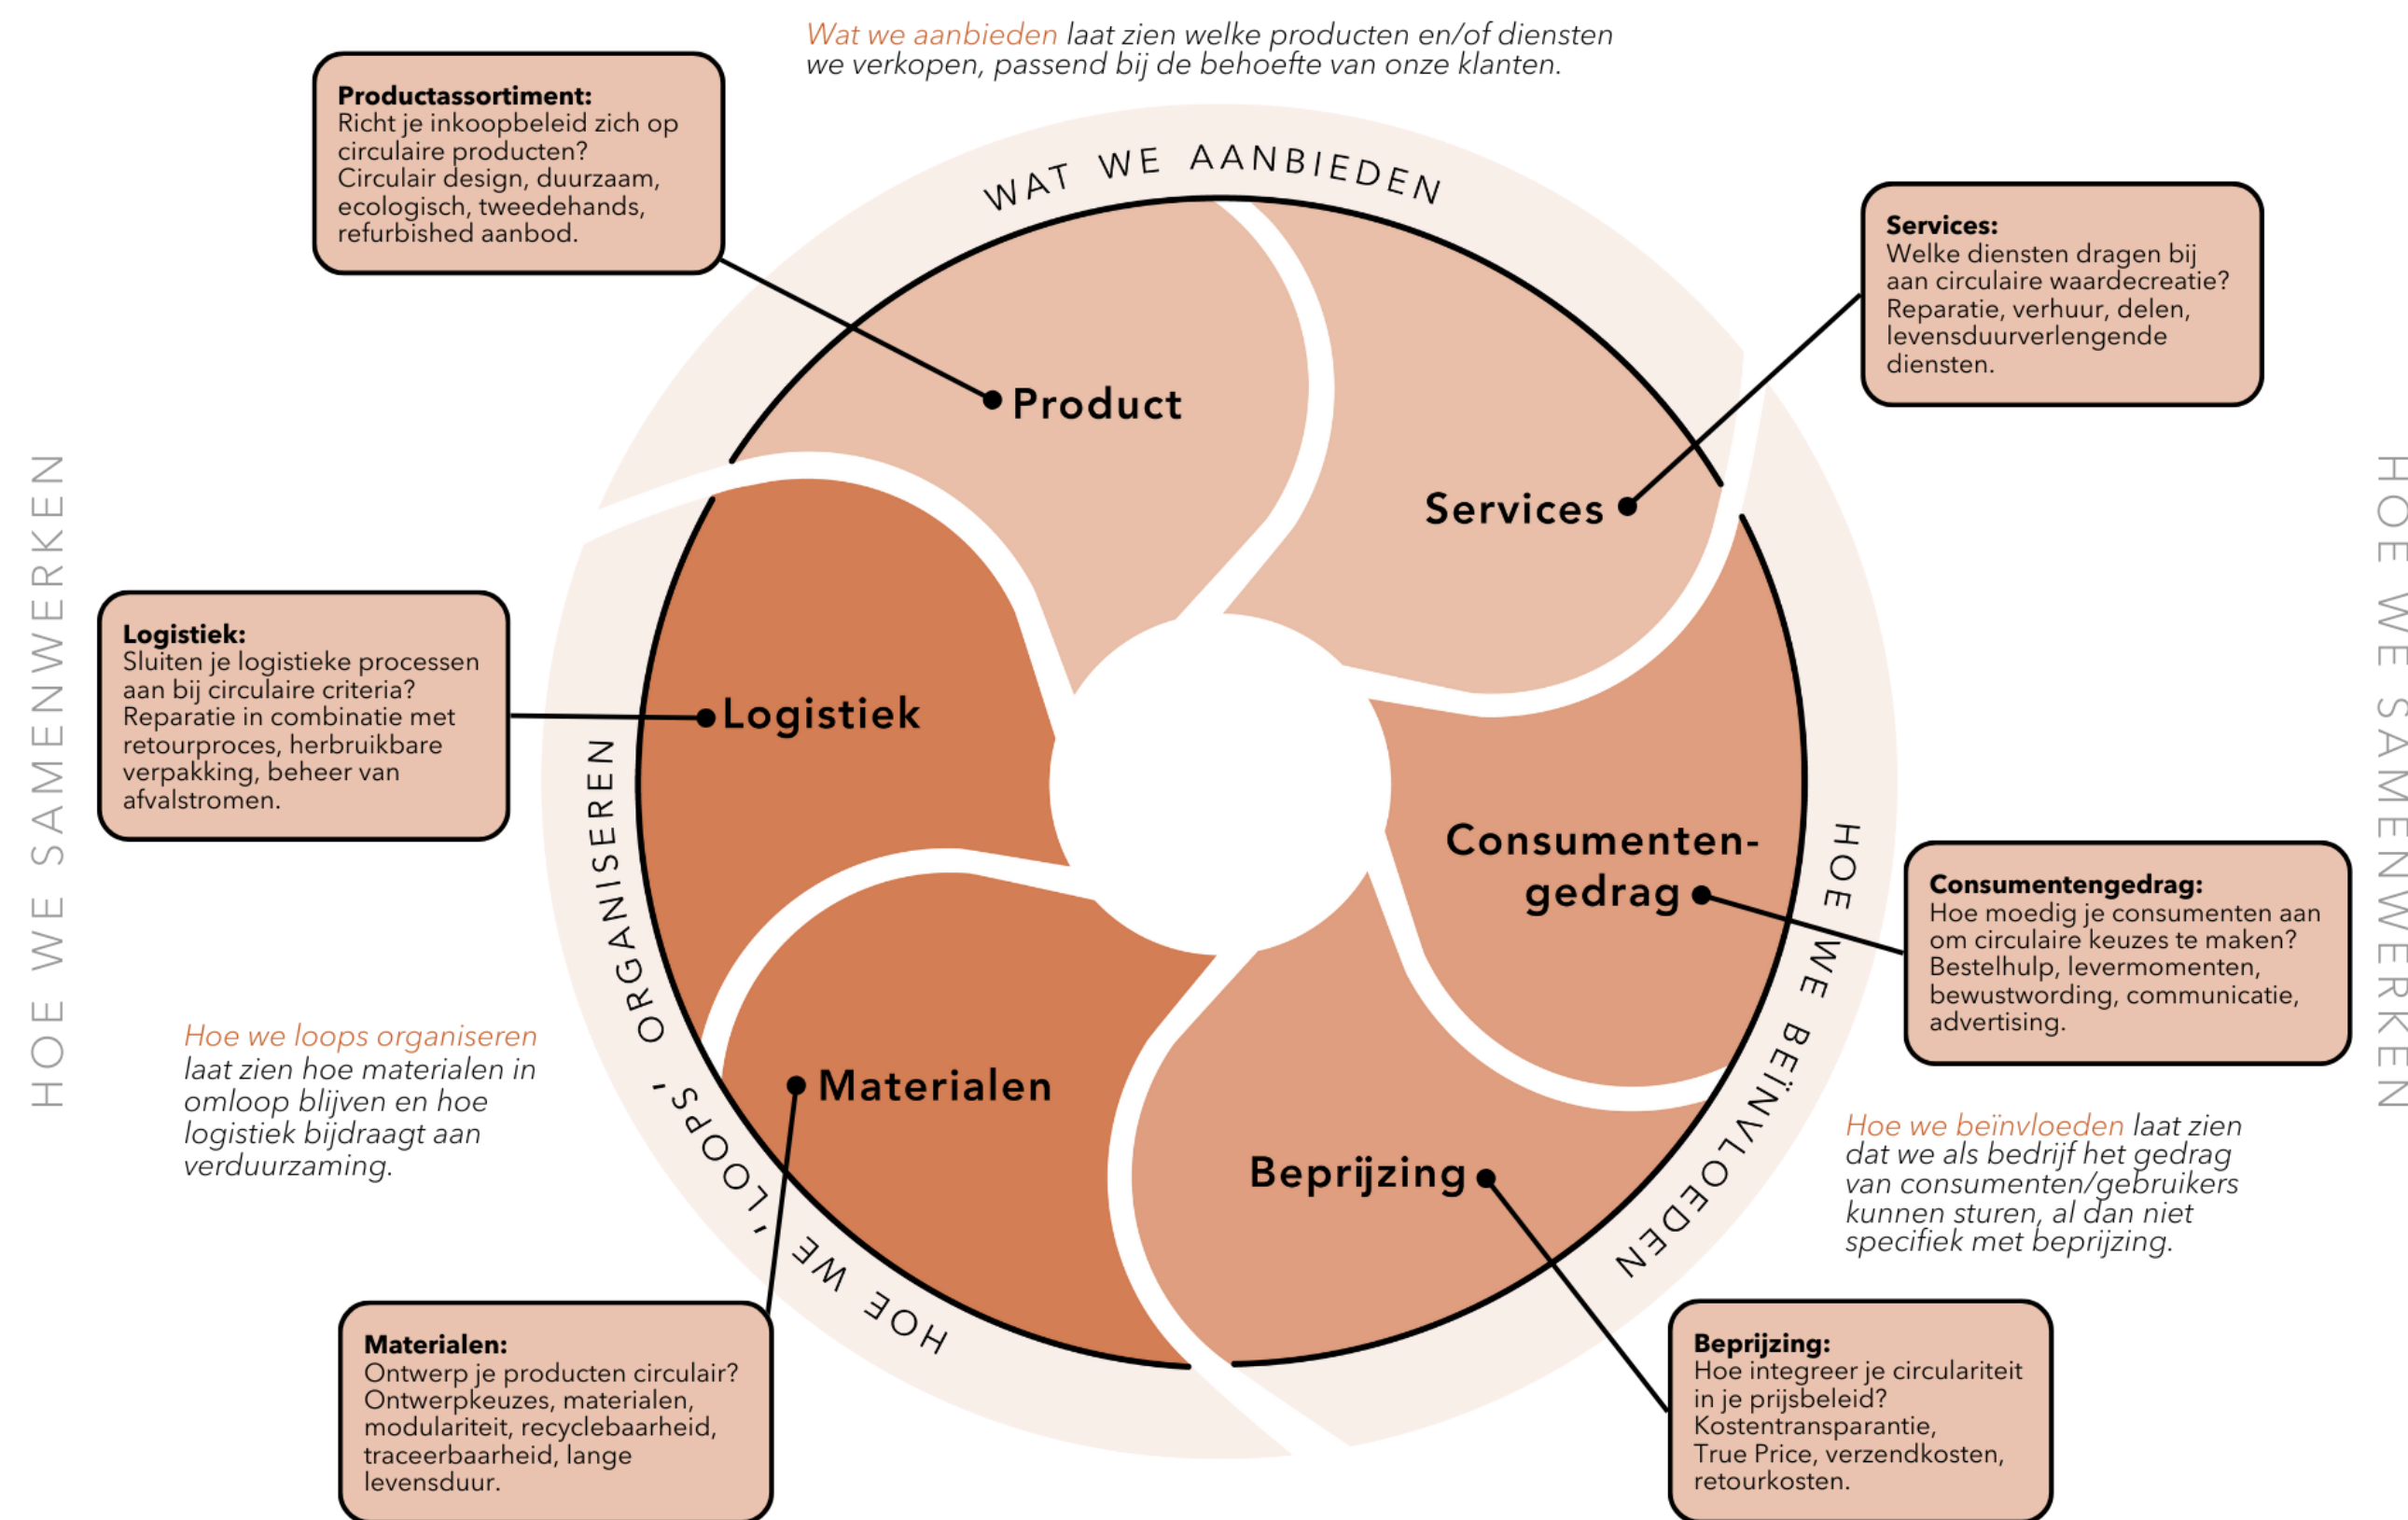 Wat we aanbieden laat zien welke producten en/of diensten
we verkopen, passend bij de behoefte van onze klanten.
Productassortiment:
Richt je inkoopbeleid zich op
circulaire producten?
Circulair design, duurzaam,
ecologisch, tweedehands,
refurbished aanbod.
WAT WE AANBIEDEN
Services:
Welke diensten dragen bij
aan circulaire waardecreatie?
Reparatie, verhuur, delen,
levensduurverlengende
diensten.
Product
Services
HOE WE SAMENWERKEN
HOE WE SAMENWERKEN
Logistiek:
Sluiten je logistieke processen
aan bij circulaire criteria?
Reparatie in combinatie met
retourproces, herbruikbare
verpakking, beheer van
afvalstromen.
Logistiek
Consumenten-
gedrag
HOE WE BEÏNVLOEDEN
Consumentengedrag:
Hoe moedig je consumenten aan
om circulaire keuzes te maken?
Bestelhulp, levermomenten,
bewustwording, communicatie,
advertising.
HOE WE 'LOOPS' ORGANISEREN
Hoe we loops organiseren
laat zien hoe materialen in
omloop blijven en hoe
logistiek bijdraagt aan
verduurzaming.
Materialen
Beprijzing
Hoe we beïnvloeden laat zien
dat we als bedrijf het gedrag
van consumenten/gebruikers
kunnen sturen, al dan niet
specifiek met beprijzing.
Materialen:
Ontwerp je producten circulair?
Ontwerpkeuzes, materialen,
modulariteit, recyclebaarheid,
traceerbaarheid, lange
levensduur.
Beprijzing:
Hoe integreer je circulariteit
in je prijsbeleid?
Kostentransparantie,
True Price, verzendkosten,
retourkosten.